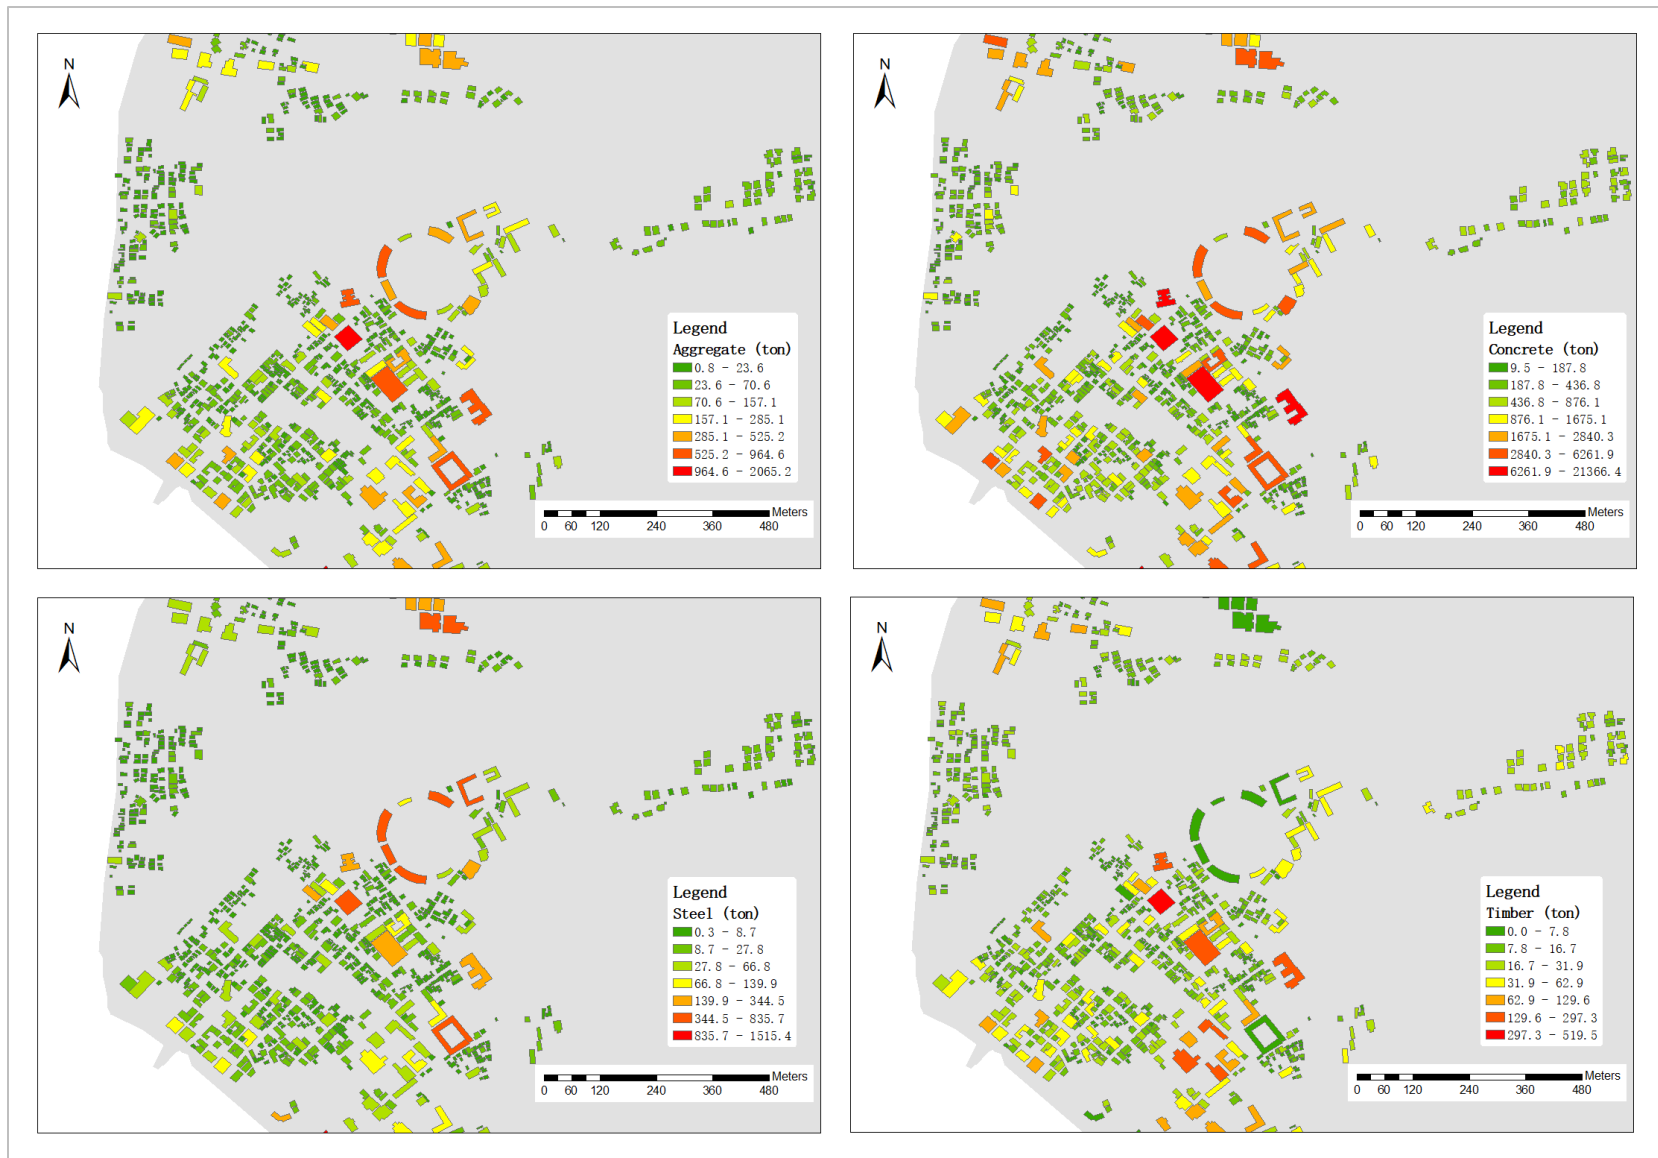 N
Legend
Aggregate (ton)
0.8 - 23.6
23.6 - 70.6
70.6 - 157.1
157.1 - 285.1
285.1 - 525.2
525.2 - 964.6
964.6 - 2065.2
Meters
0 60 120 240 360 480
N
Legend
Concrete (ton)
9.5 - 187.8
187.8 - 436.8
436.8 - 876.1
876.1 - 1675.1
1675.1 - 2840.3
2840.3 - 6261.9
6261.9 - 21366.4
Meters
0 60 120 240 360 480
N
Legend
Steel (ton)
0.3 - 8.7
8.7 - 27.8
27.8 - 66.8
66.8 - 139.9
139.9 - 344.5
344.5 - 835.7
835.7 - 1515.4
Meters
0 60 120 240 360 480
N
Legend
Timber (ton)
0.0 - 7.8
7.8 - 16.7
16.7 - 31.9
31.9 - 62.9
62.9 - 129.6
129.6 - 297.3
297.3 - 519.5
Meters
0 60 120 240 360 480